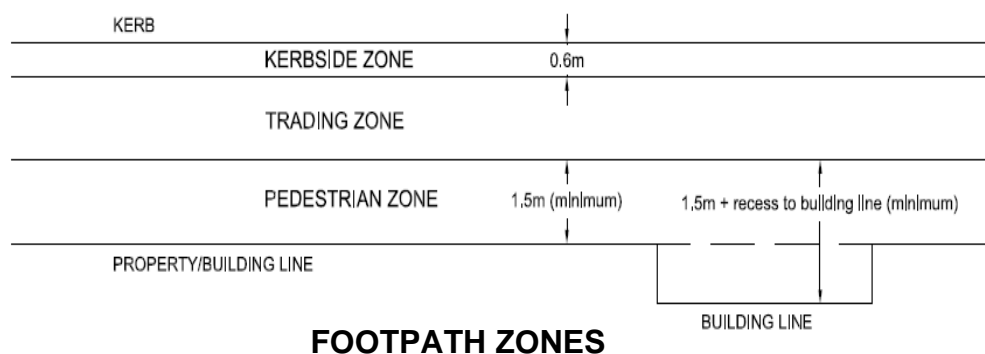 KERB
KERBSIDE ZONE 0.6m
TRADING ZONE
PEDESTRIAN ZONE 1.5m (minimum) 1.5m + recess to building line (minimum)
PROPERTY/BUILDING LINE
BUILDING LINE
FOOTPATH ZONES